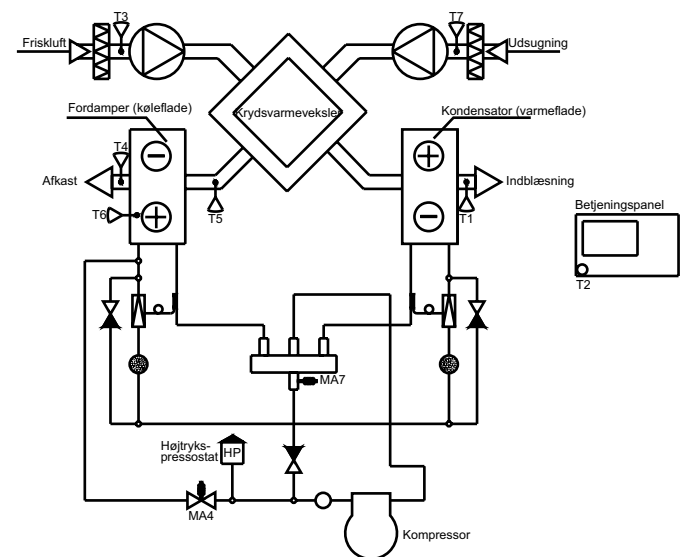 T3
T7
Friskluft
Udsugning
Fordamper (køleflade)
Krydsvarmeveksler
Kondensator (varmeflade)
T4
Afkast
Indblæsning
T6
T5
T1
Betjeningspanel
T2
MA7
Højtryks-
pressostat
HP
MA4
Kompressor